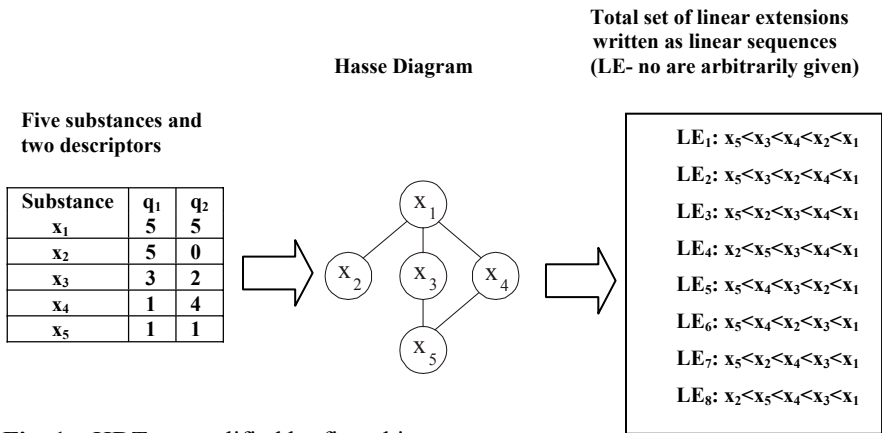 Total set of linear extensions
written as linear sequences
(LE- no are arbitrarily given)
Hasse Diagram
Five substances and
two descriptors
Substance q₁ q₂
x₁ 5 5
x₂ 5 0
x₃ 3 2
x₄ 1 4
x₅ 1 1
X₁
X₂ X₃ X₄
X₅
LE₁: x₅<x₃<x₄<x₂<x₁
LE₂: x₅<x₃<x₂<x₄<x₁
LE₃: x₅<x₂<x₃<x₄<x₁
LE₄: x₂<x₅<x₃<x₄<x₁
LE₅: x₅<x₄<x₃<x₂<x₁
LE₆: x₅<x₄<x₂<x₃<x₁
LE₇: x₅<x₂<x₄<x₃<x₁
LE₈: x₂<x₅<x₄<x₃<x₁